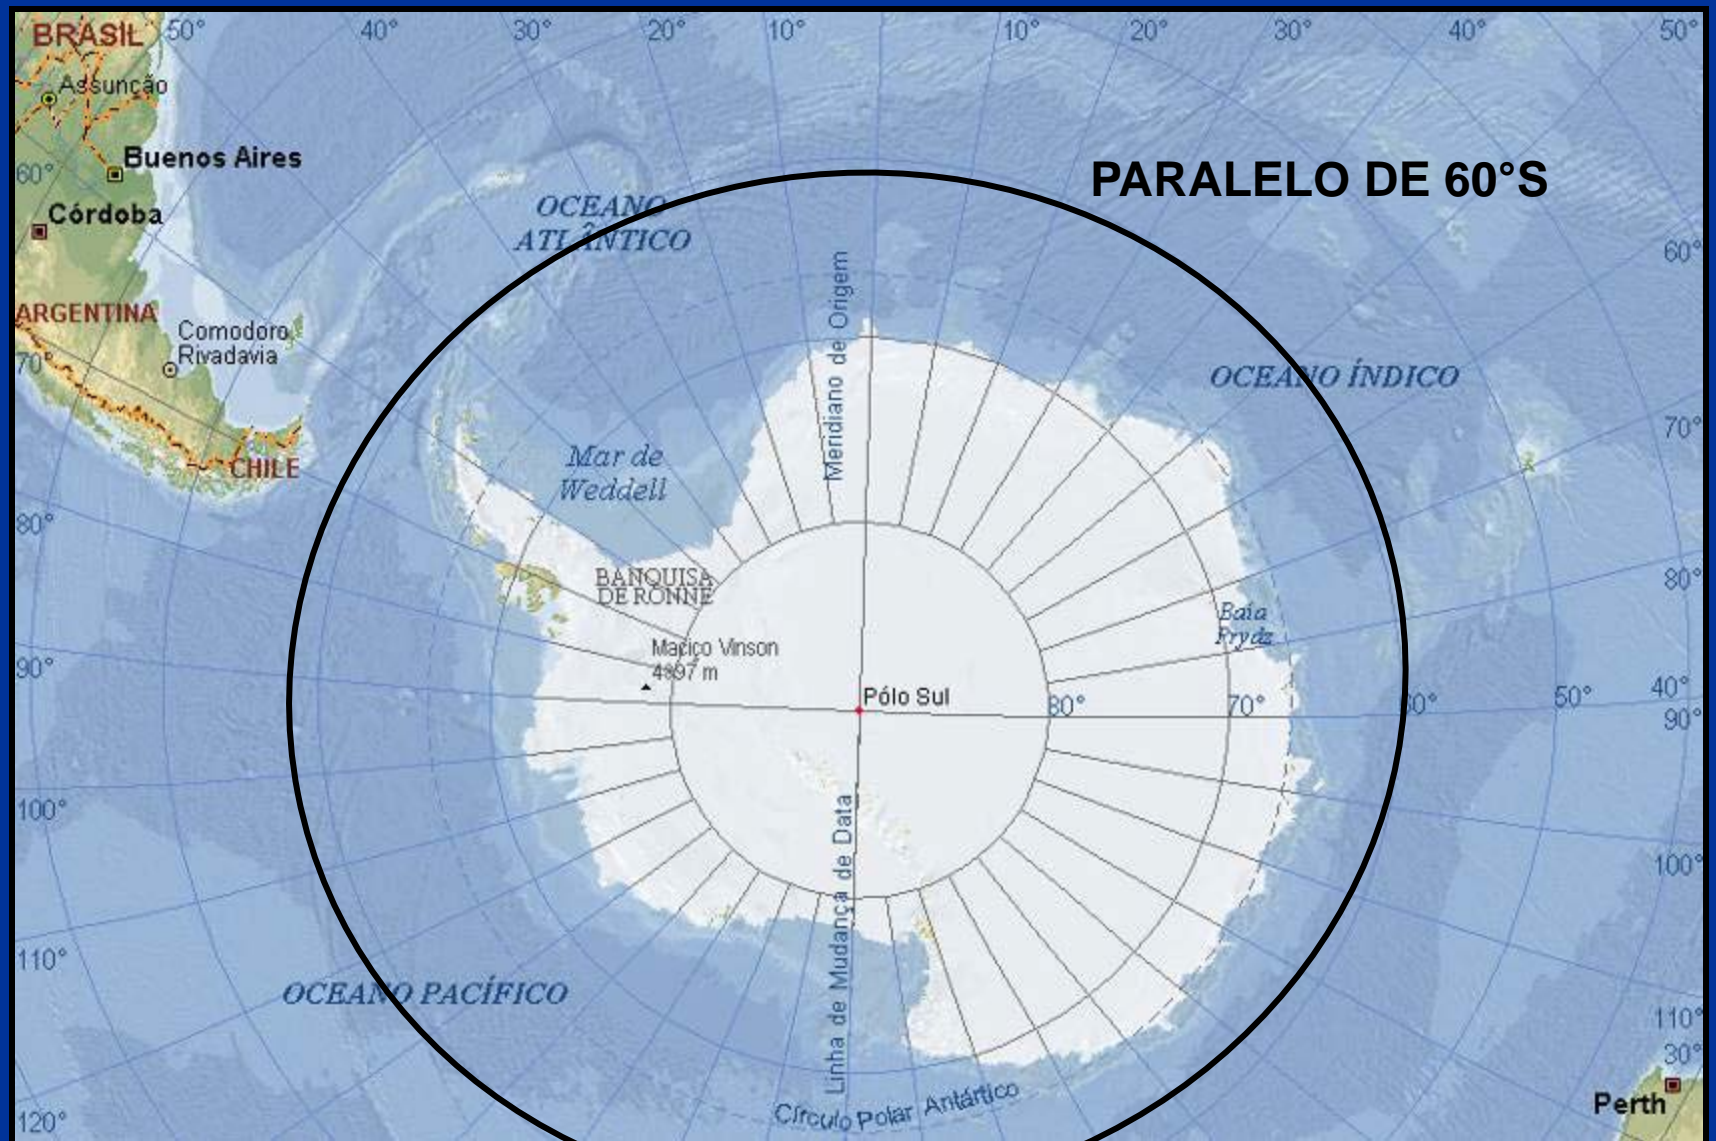 BRASIL
50°
40°
30°
20°
10°
10°
20°
30°
40°
50°
Assunção
Buenos Aires
PARALELO DE 60°S
60°
Córdoba
OCEANO
ATLÂNTICO
60°
Meridiano de Origem
ARGENTINA
Comodoro
Rivadavia
70°
OCEANO ÍNDICO
70°
CHILE
Mar de
Weddell
80°
BANQUISA
DE RONNE
80°
Baía
Prydz
Maciço Vinson
4897 m
90°
Pólo Sul
80°
70°
60°
50°
40°
90°
100°
Linha de Mudança de Data
100°
110°
OCEANO PACÍFICO
110°
30°
Círculo Polar Antártico
Perth
120°